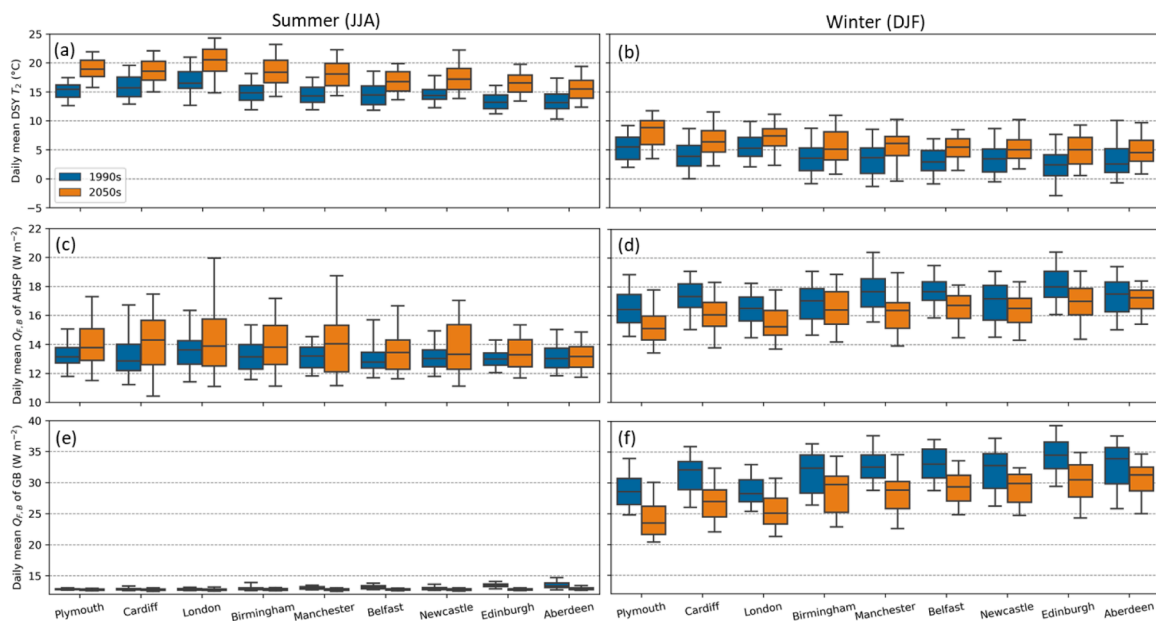 Summer (JJA)
Winter (DJF)
Daily mean DSY T₂ (°C)
25
20
15
10
5
0
−5
(a)
1990s
2050s
(b)
Daily mean Q_F,B of AHSP (W m⁻²)
22
20
18
16
14
12
(c)
(d)
Daily mean Q_F,B of GB (W m⁻²)
40
35
30
25
20
15
(e)
(f)
Plymouth Cardiff London Birmingham Manchester Belfast Newcastle Edinburgh Aberdeen
Plymouth Cardiff London Birmingham Manchester Belfast Newcastle Edinburgh Aberdeen